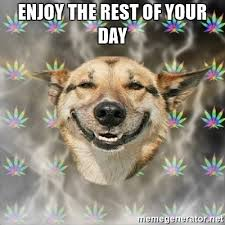 ENJOY THE REST OF YOUR
DAY
memegenerator.net